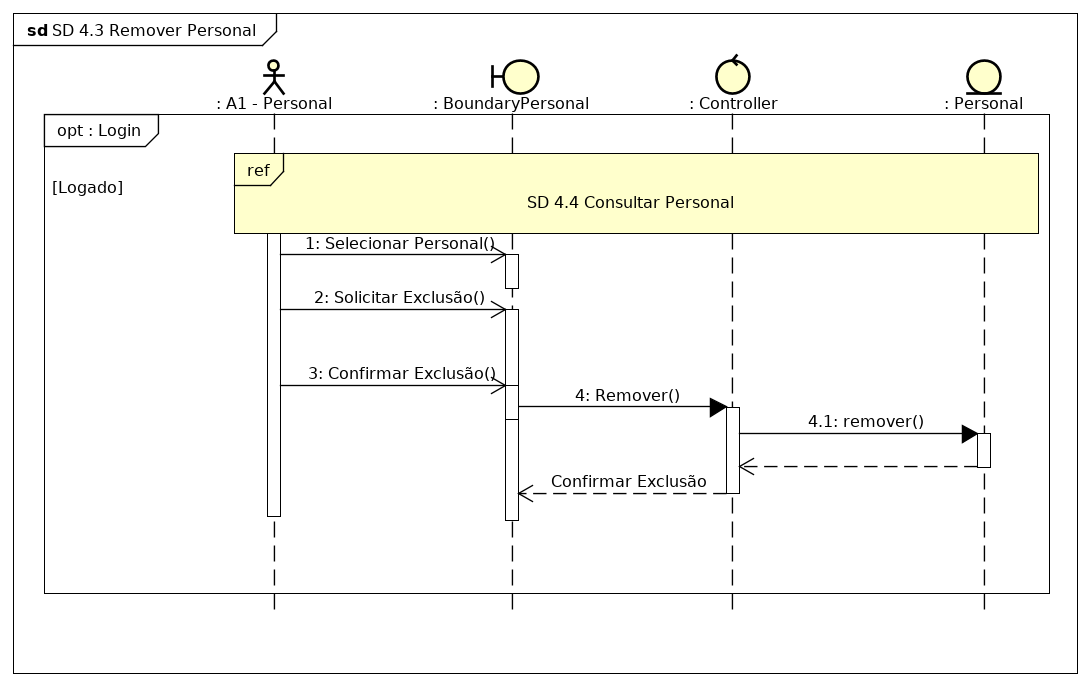 sd SD 4.3 Remover Personal
: A1 - Personal
: BoundaryPersonal
: Controller
: Personal
opt : Login
ref
[Logado]
SD 4.4 Consultar Personal
1: Selecionar Personal()
2: Solicitar Exclusão()
3: Confirmar Exclusão()
4: Remover()
4.1: remover()
Confirmar Exclusão